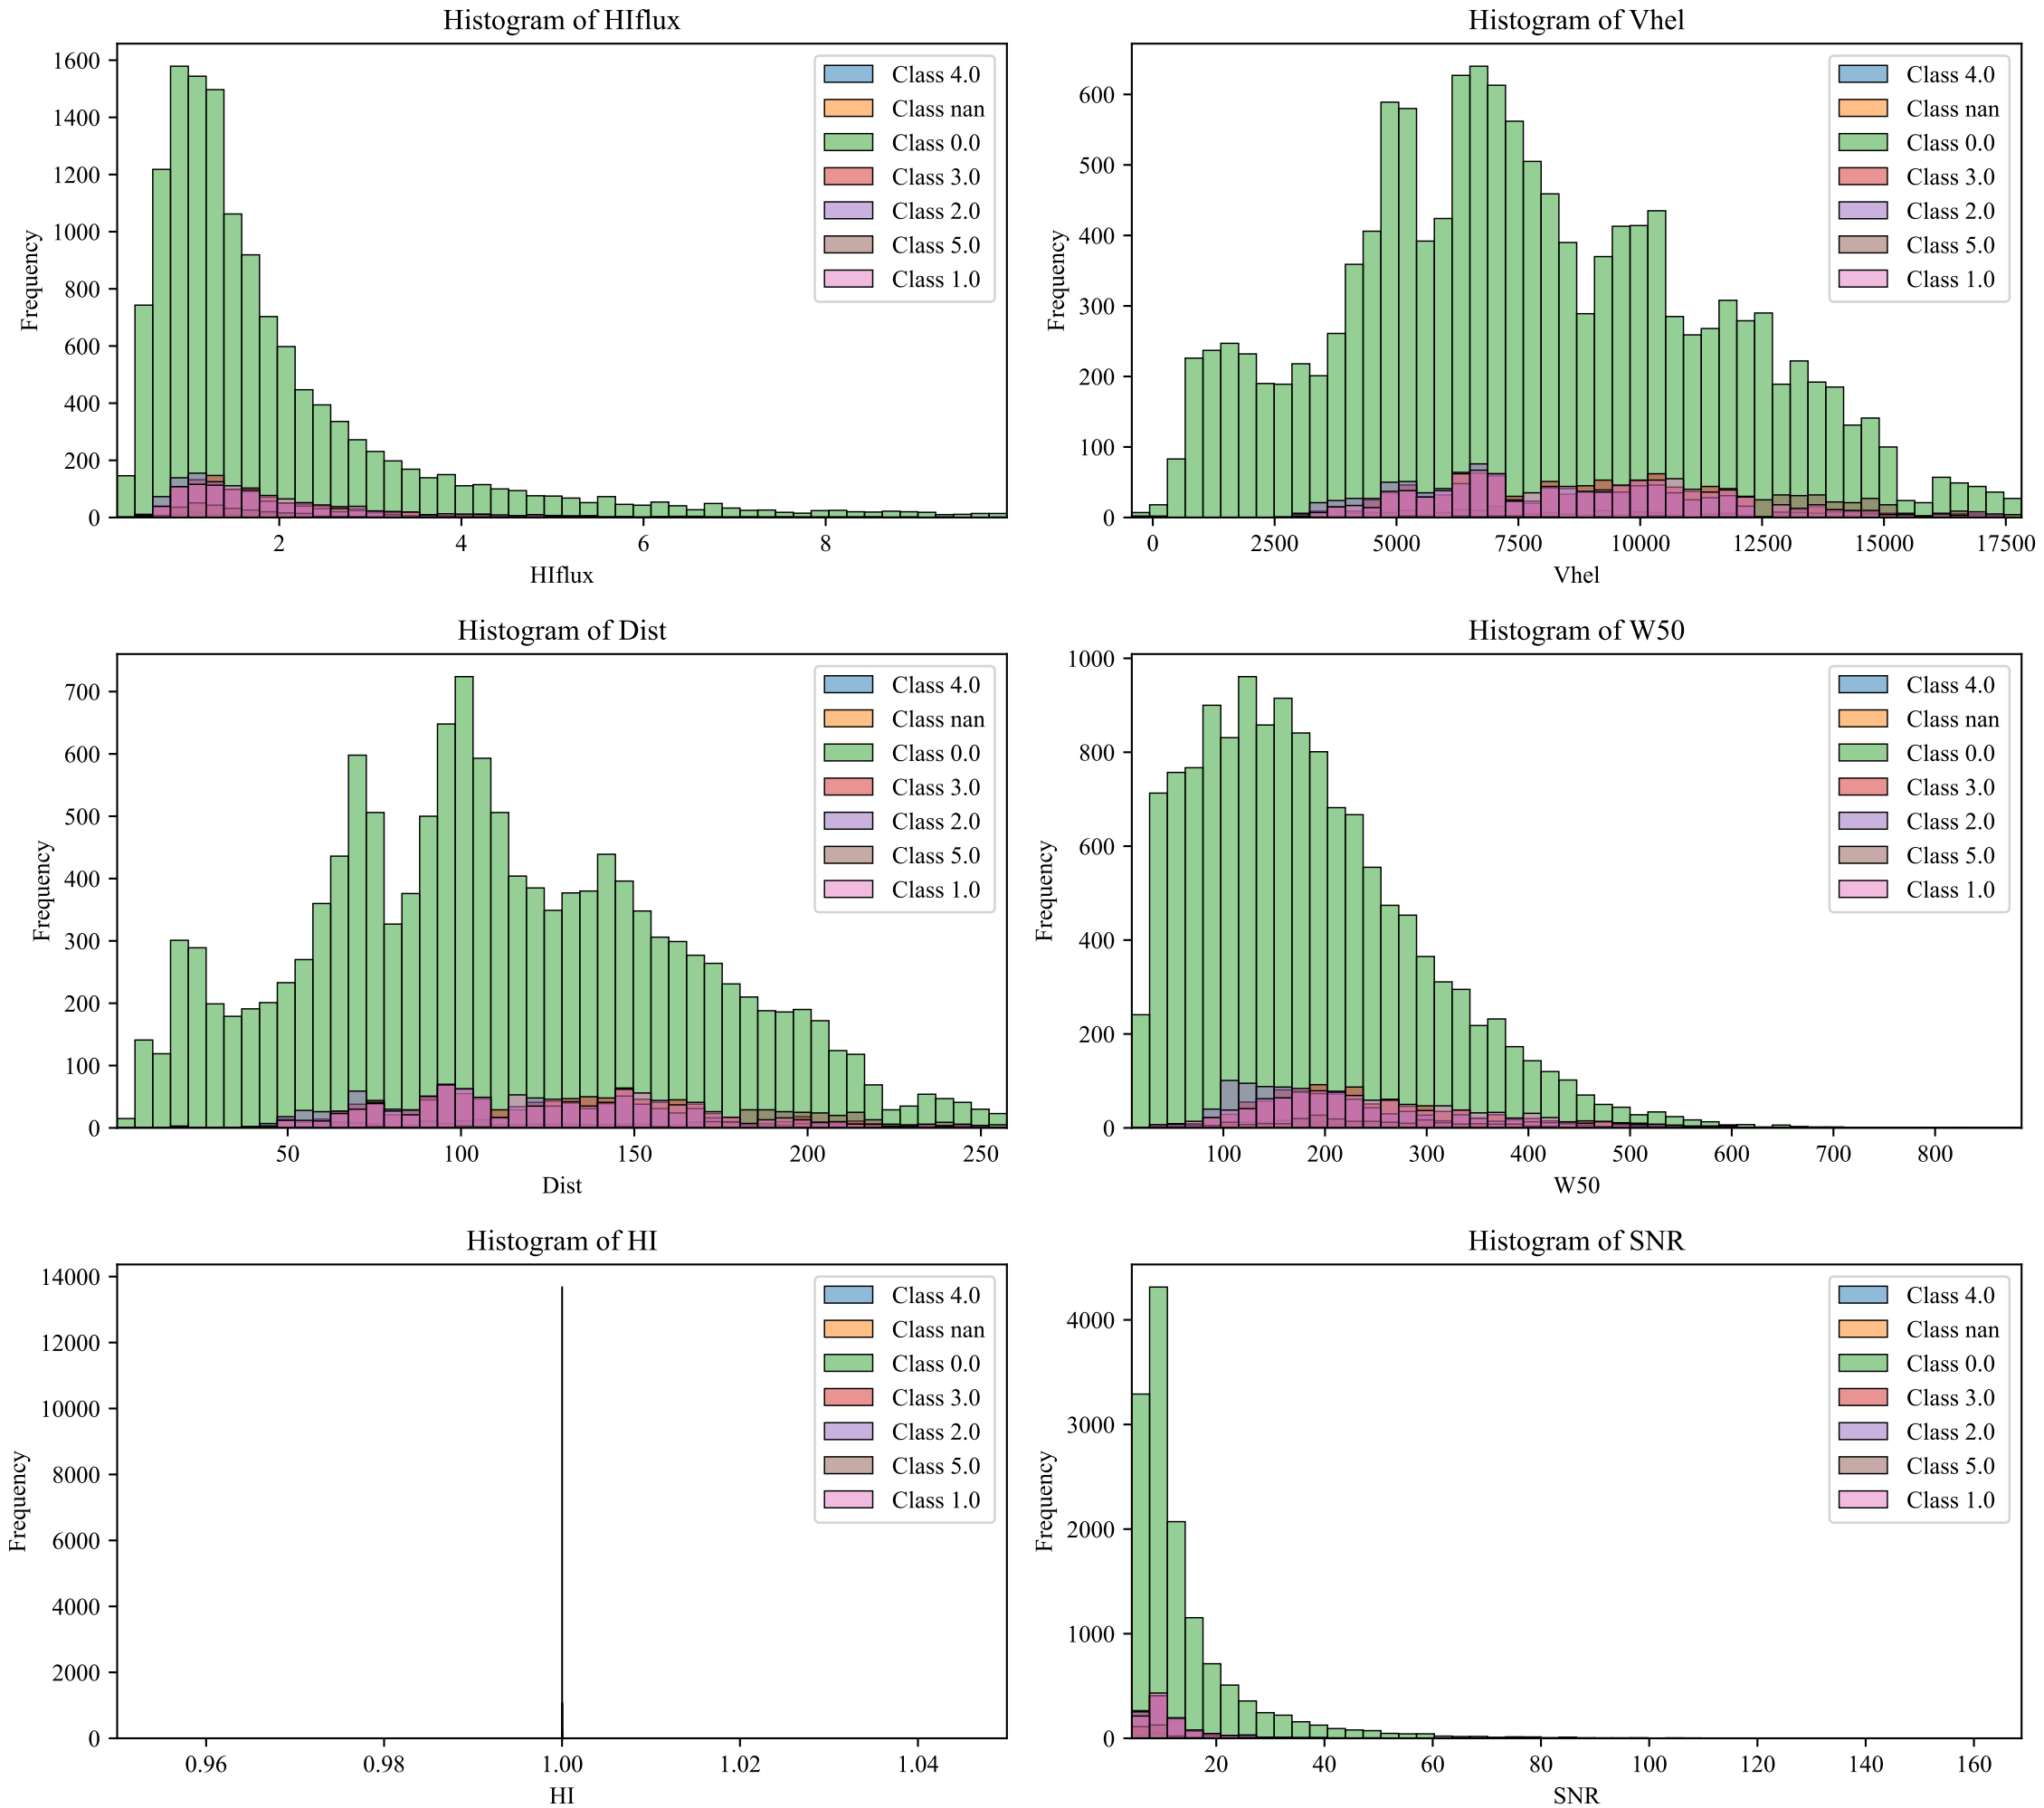 Histogram of HIflux
Frequency
1600
1400
1200
1000
800
600
400
200
0
2
4
6
8
HIflux
Class 4.0
Class nan
Class 0.0
Class 3.0
Class 2.0
Class 5.0
Class 1.0
Histogram of Vhel
Frequency
600
500
400
300
200
100
0
0
2500
5000
7500
10000
12500
15000
17500
Vhel
Class 4.0
Class nan
Class 0.0
Class 3.0
Class 2.0
Class 5.0
Class 1.0
Histogram of Dist
Frequency
700
600
500
400
300
200
100
0
50
100
150
200
250
Dist
Class 4.0
Class nan
Class 0.0
Class 3.0
Class 2.0
Class 5.0
Class 1.0
Histogram of W50
Frequency
1000
800
600
400
200
0
100
200
300
400
500
600
700
800
W50
Class 4.0
Class nan
Class 0.0
Class 3.0
Class 2.0
Class 5.0
Class 1.0
Histogram of HI
Frequency
14000
12000
10000
8000
6000
4000
2000
0
0.96
0.98
1.00
1.02
1.04
HI
Class 4.0
Class nan
Class 0.0
Class 3.0
Class 2.0
Class 5.0
Class 1.0
Histogram of SNR
Frequency
4000
3000
2000
1000
0
20
40
60
80
100
120
140
160
SNR
Class 4.0
Class nan
Class 0.0
Class 3.0
Class 2.0
Class 5.0
Class 1.0